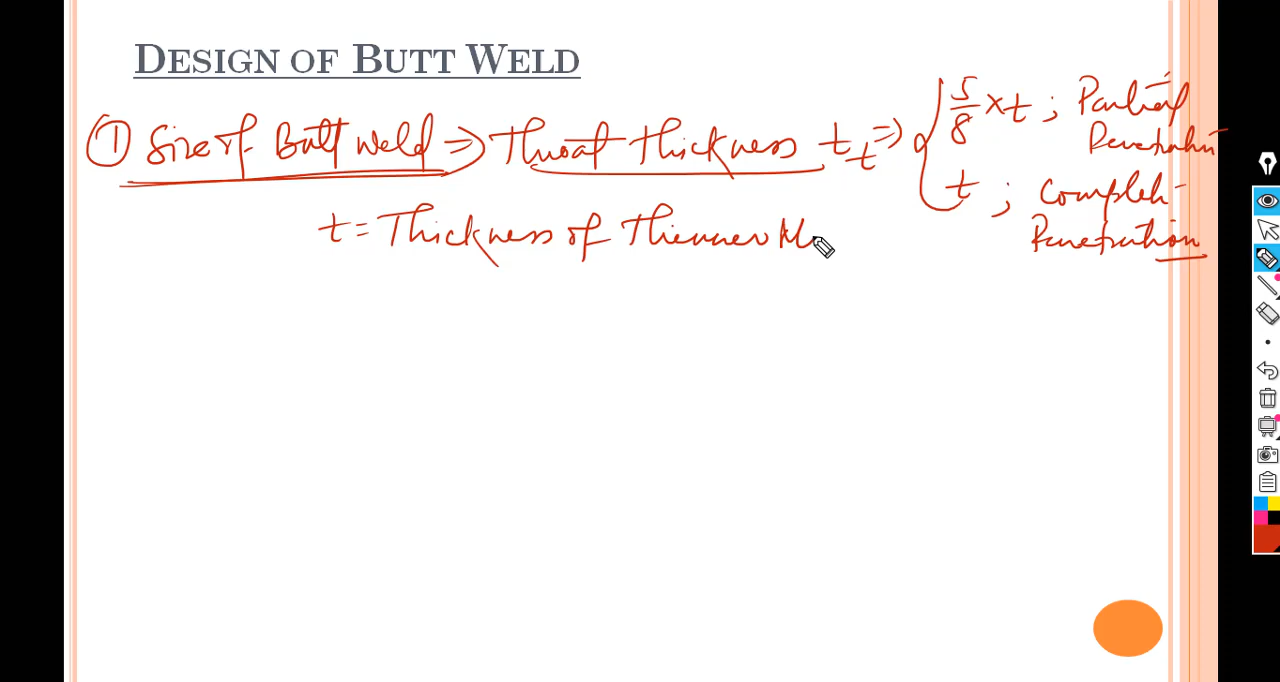 DESIGN OF BUTT WELD
① Size of Butt Weld ⇒ Throat Thickness t_t ⇒ { 5/8 × t ; Partial Penetration
t ; Complete Penetration
t = Thickness of Thinner M